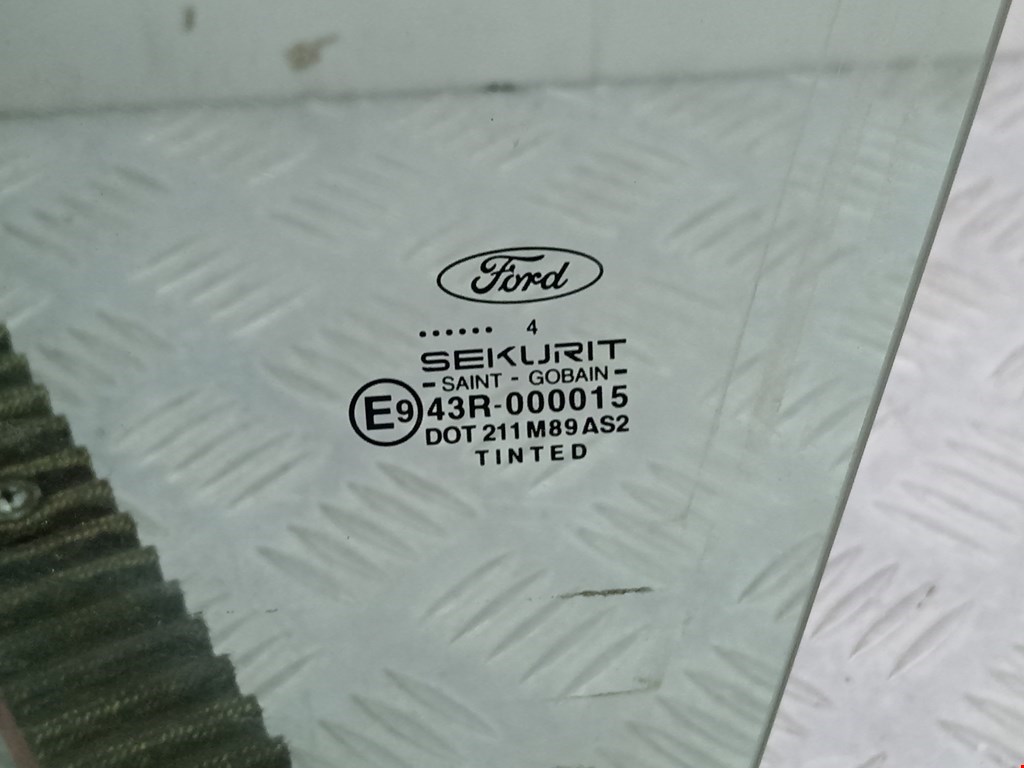 Ford
...... 4
SEKURIT
- SAINT - GOBAIN -
E9 43R-000015
DOT 211 M89 AS2
TINTED